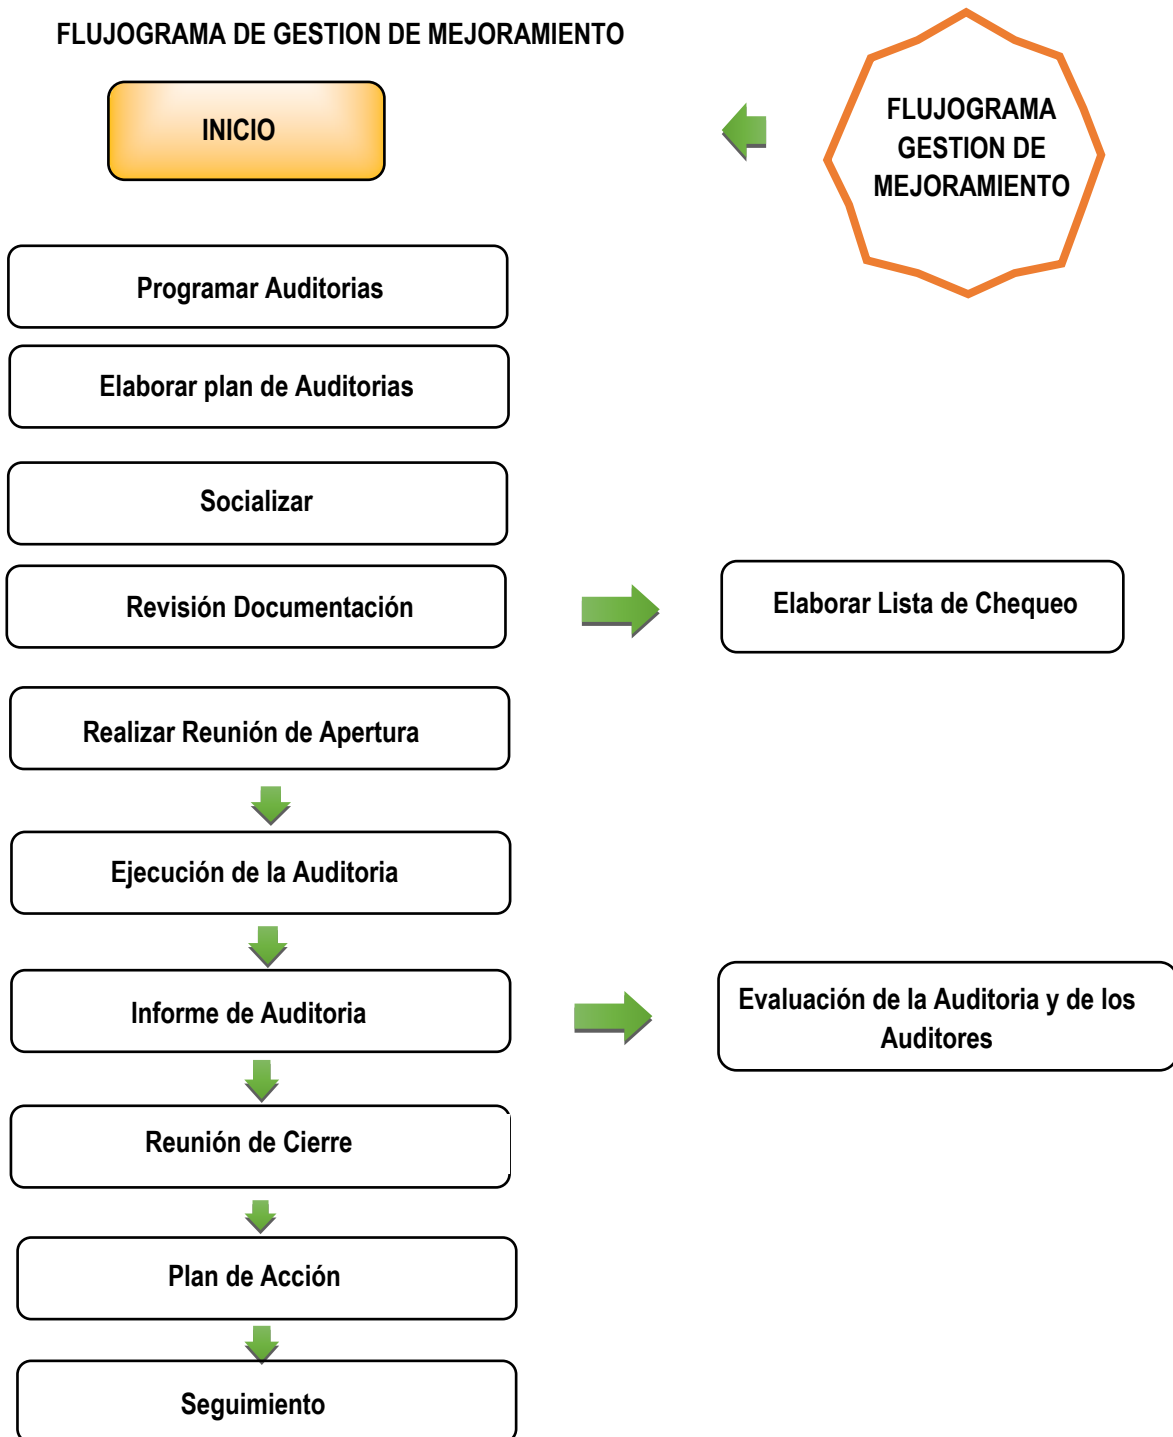 FLUJOGRAMA DE GESTION DE MEJORAMIENTO
INICIO
FLUJOGRAMA
GESTION DE
MEJORAMIENTO
Programar Auditorias
Elaborar plan de Auditorias
Socializar
Revisión Documentación
Elaborar Lista de Chequeo
Realizar Reunión de Apertura
Ejecución de la Auditoria
Informe de Auditoria
Evaluación de la Auditoria y de los
Auditores
Reunión de Cierre
Plan de Acción
Seguimiento